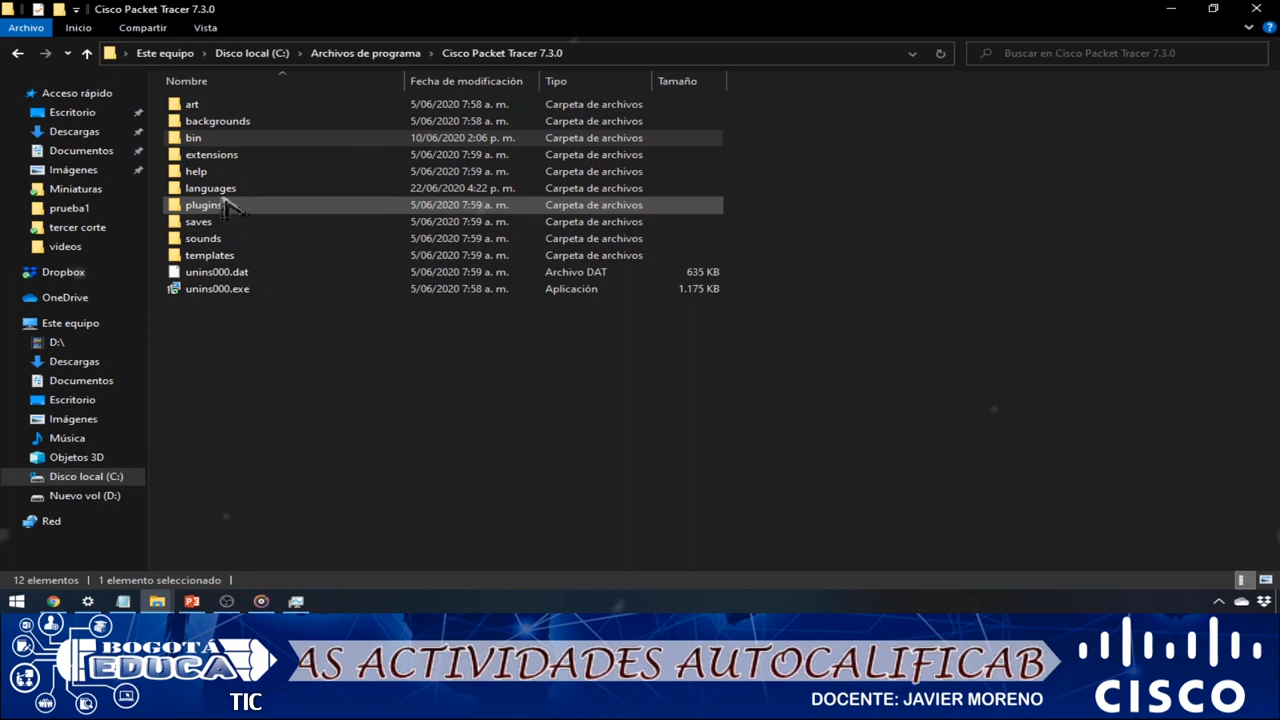 Cisco Packet Tracer 7.3.0
Archivo Inicio Compartir Vista
Este equipo Disco local (C:) Archivos de programa Cisco Packet Tracer 7.3.0
Buscar en Cisco Packet Tracer 7.3.0
Nombre Fecha de modificación Tipo Tamaño
art 5/06/2020 7:58 a. m. Carpeta de archivos
backgrounds 5/06/2020 7:58 a. m. Carpeta de archivos
bin 10/06/2020 2:06 p. m. Carpeta de archivos
extensions 5/06/2020 7:59 a. m. Carpeta de archivos
help 5/06/2020 7:59 a. m. Carpeta de archivos
languages 22/06/2020 4:22 p. m. Carpeta de archivos
plugins 5/06/2020 7:59 a. m. Carpeta de archivos
saves 5/06/2020 7:59 a. m. Carpeta de archivos
sounds 5/06/2020 7:59 a. m. Carpeta de archivos
templates 5/06/2020 7:59 a. m. Carpeta de archivos
unins000.dat 5/06/2020 7:59 a. m. Archivo DAT 635 KB
unins000.exe 5/06/2020 7:58 a. m. Aplicación 1.175 KB
Acceso rápido
Escritorio
Descargas
Documentos
Imágenes
Miniaturas
prueba1
tercer corte
videos
Dropbox
OneDrive
Este equipo
D:\
Descargas
Documentos
Escritorio
Imágenes
Música
Objetos 3D
Disco local (C:)
Nuevo vol (D:)
Red
12 elementos 1 elemento seleccionado
BOGOTÁ
EDUCA
TIC
AS ACTIVIDADES AUTOCALIFICAB
DOCENTE: JAVIER MORENO
CISCO